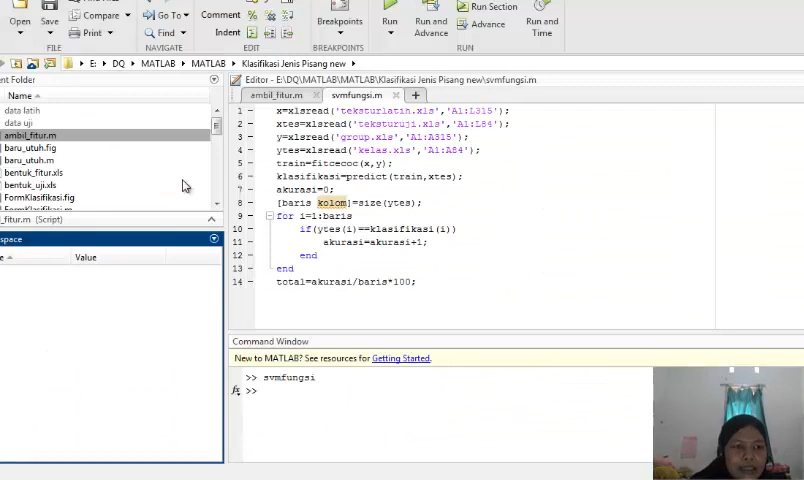 Open Save Compare Print Go To Find Comment Indent Breakpoints Run Run and Advance Run Section Advance Run and Time
FILE NAVIGATE EDIT BREAKPOINTS RUN
E: ▸ DQ ▸ MATLAB ▸ MATLAB ▸ Klasifikasi Jenis Pisang new ▸
nt Folder
Name
data latih
data uji
ambil_fitur.m
baru_utuh.fig
baru_utuh.m
bentuk_fitur.xls
bentuk_uji.xls
FormKlasifikasi.fig
FormKlasifikasi.m
_fitur.m (Script)
space
e Value
Editor - E:\DQ\MATLAB\MATLAB\Klasifikasi Jenis Pisang new\svmfungsi.m
ambil_fitur.m svmfungsi.m
1 x=xlsread('teksturlatih.xls','A1:L315');
2 xtes=xlsread('teksturuji.xls','A1:L84');
3 y=xlsread('group.xls','A1:A315');
4 ytes=xlsread('kelas.xls','A1:A84');
5 train=fitcecoc(x,y);
6 klasifikasi=predict(train,xtes);
7 akurasi=0;
8 [baris kolom]=size(ytes);
9 for i=1:baris
10 if(ytes(i)==klasifikasi(i))
11 akurasi=akurasi+1;
12 end
13 end
14 total=akurasi/baris*100;
Command Window
New to MATLAB? See resources for Getting Started.
>> svmfungsi
fx >>